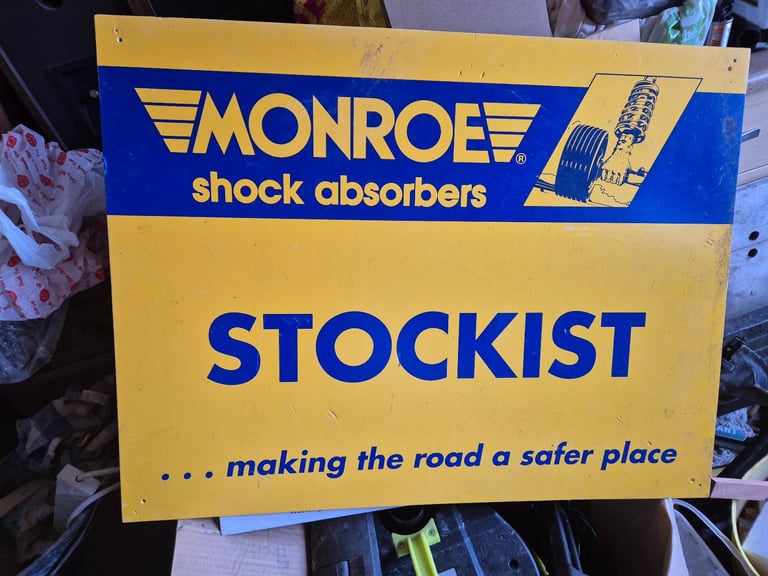 MONROE®
shock absorbers
STOCKIST
. . . making the road a safer place